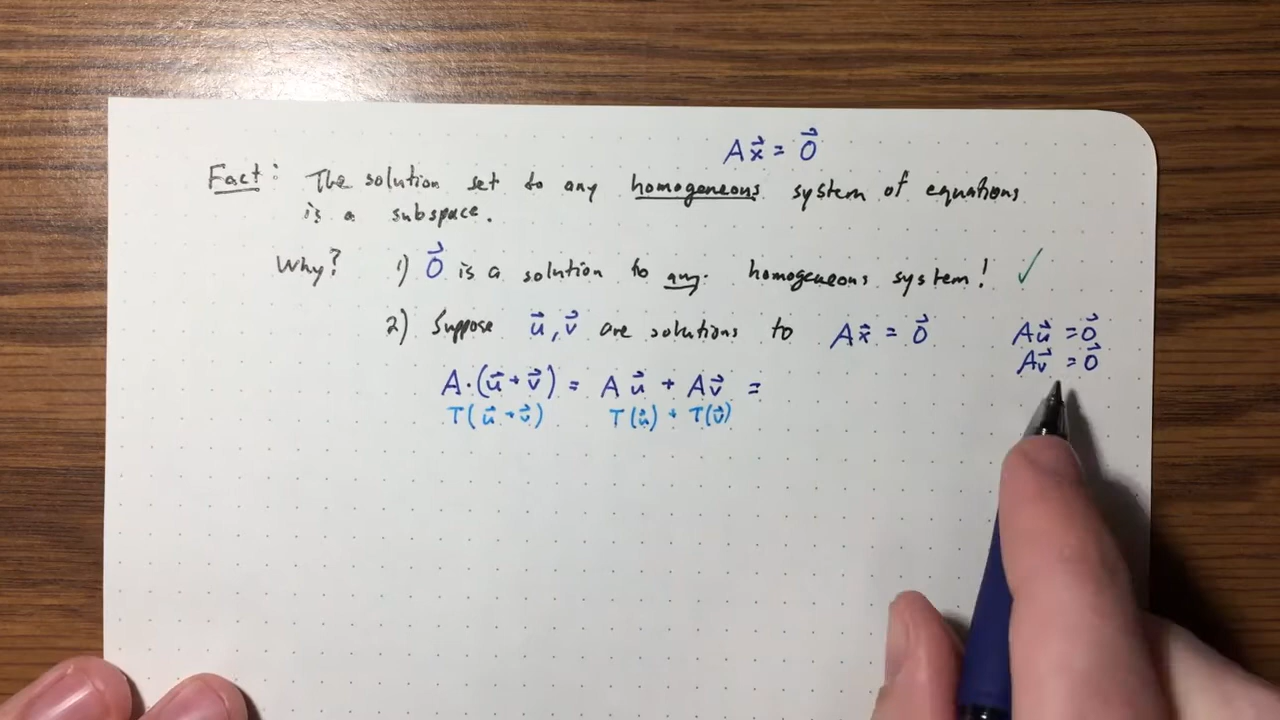 A x⃗ = 0⃗
Fact: The solution set to any homogeneous system of equations
is a subspace.
Why? 1) 0⃗ is a solution to any homogeneous system! ✓
2) Suppose u⃗, v⃗ are solutions to A x⃗ = 0⃗
A u⃗ = 0⃗
A v⃗ = 0⃗
A·(u⃗ + v⃗) = A u⃗ + A v⃗ =
T(u⃗ + v⃗) T(u⃗) + T(v⃗)